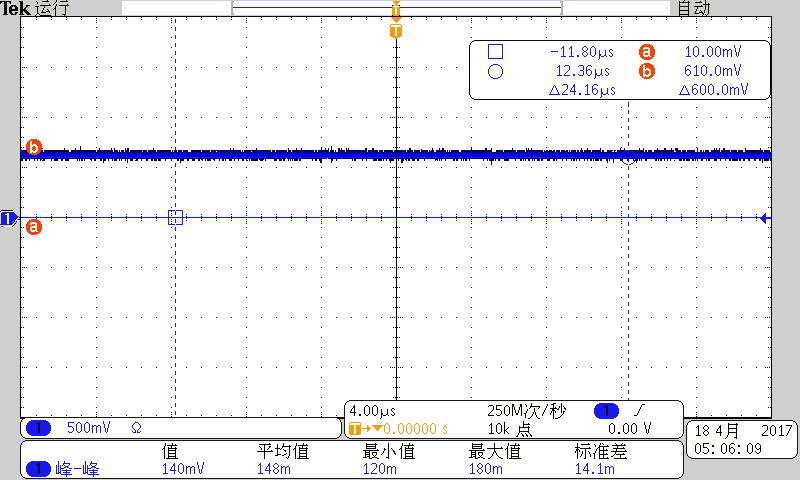 Tek 运行 T 自动
T
-11.80μs a 10.00mV
12.36μs b 610.0mV
△24.16μs △600.0mV
b
1
a
1 500mV Ω
4.00μs 250M次/秒 1
T→▼0.00000 s 10k 点 0.00 V
18 4月 2017
05:06:09
值 平均值 最小值 最大值 标准差
1 峰-峰 140mV 148m 120m 180m 14.1m